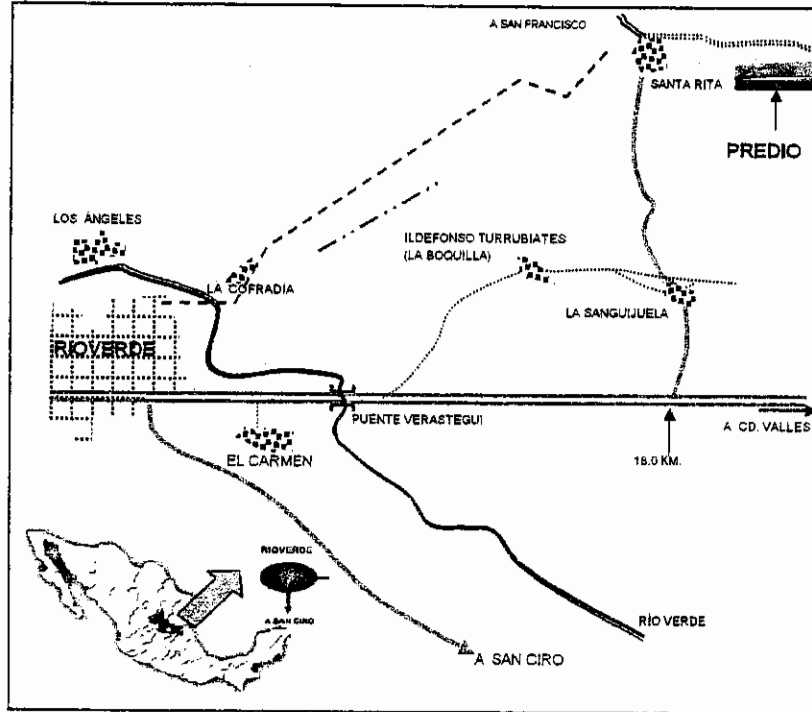 A SAN FRANCISCO
SANTA RITA
PREDIO
LOS ÁNGELES
ILDEFONSO TURRUBIATES
(LA BOQUILLA)
LA COFRADIA
LA SANGUIJUELA
RIOVERDE
PUENTE VERASTEGUI
A CD. VALLES
EL CARMEN
18.0 KM.
RIOVERDE
A SAN CIRO
RÍO VERDE
A SAN CIRO